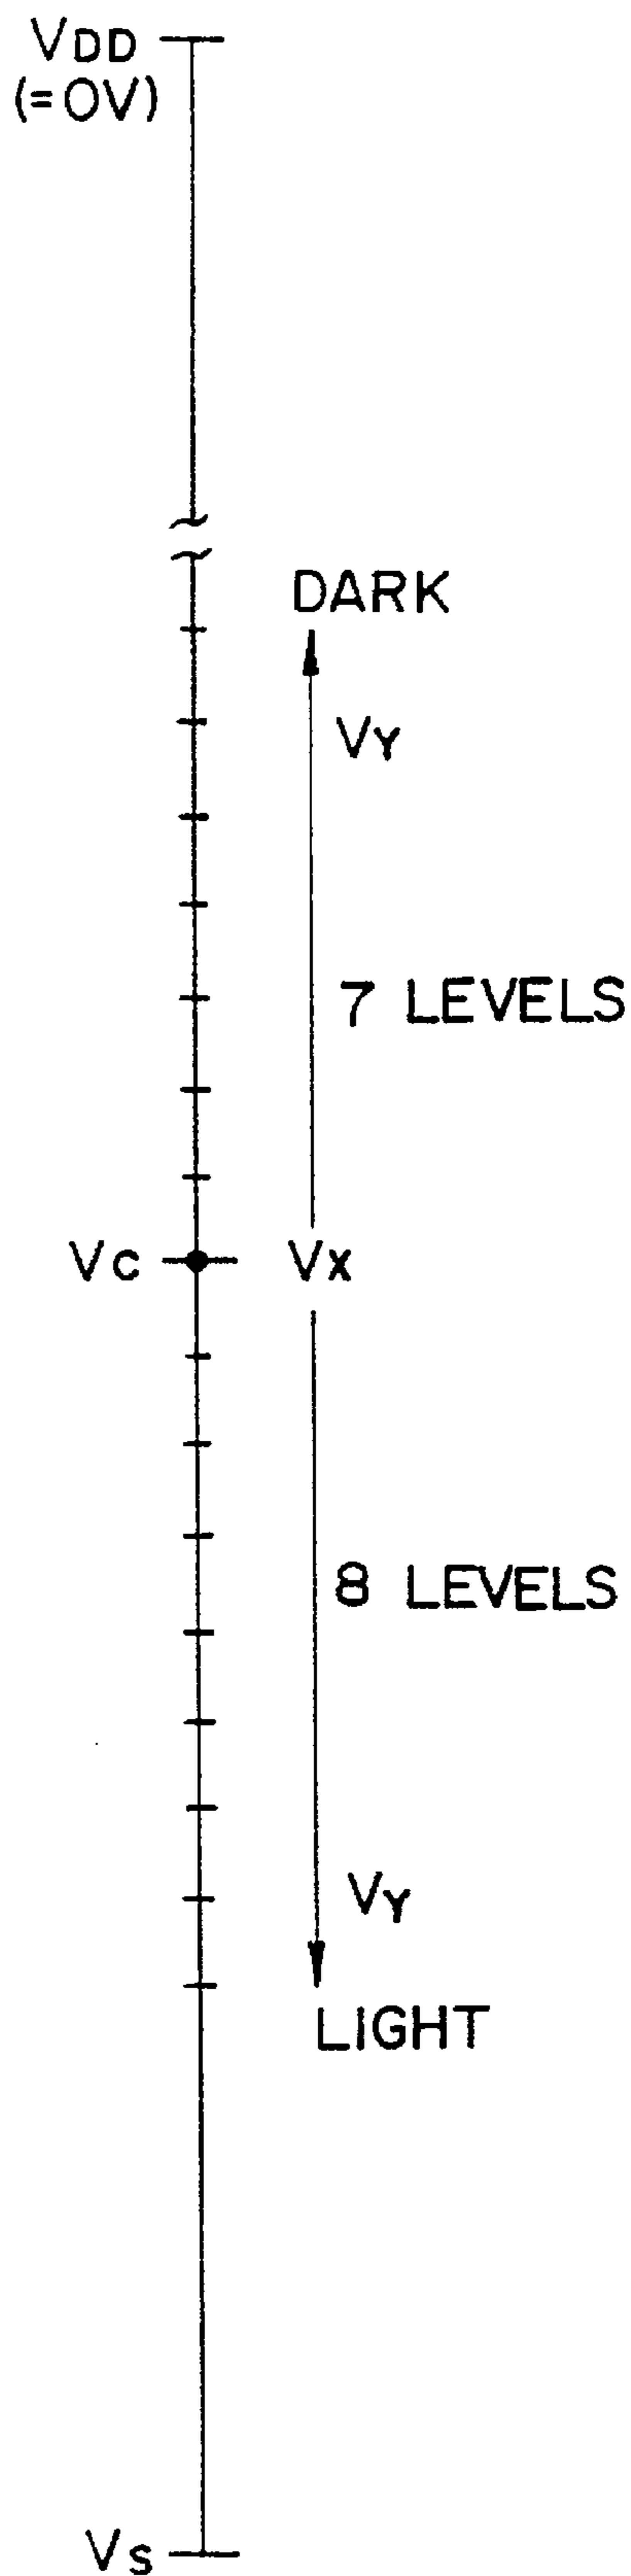 VDD
(=0V)
DARK
VY
7 LEVELS
VC
VX
8 LEVELS
VY
LIGHT
VS